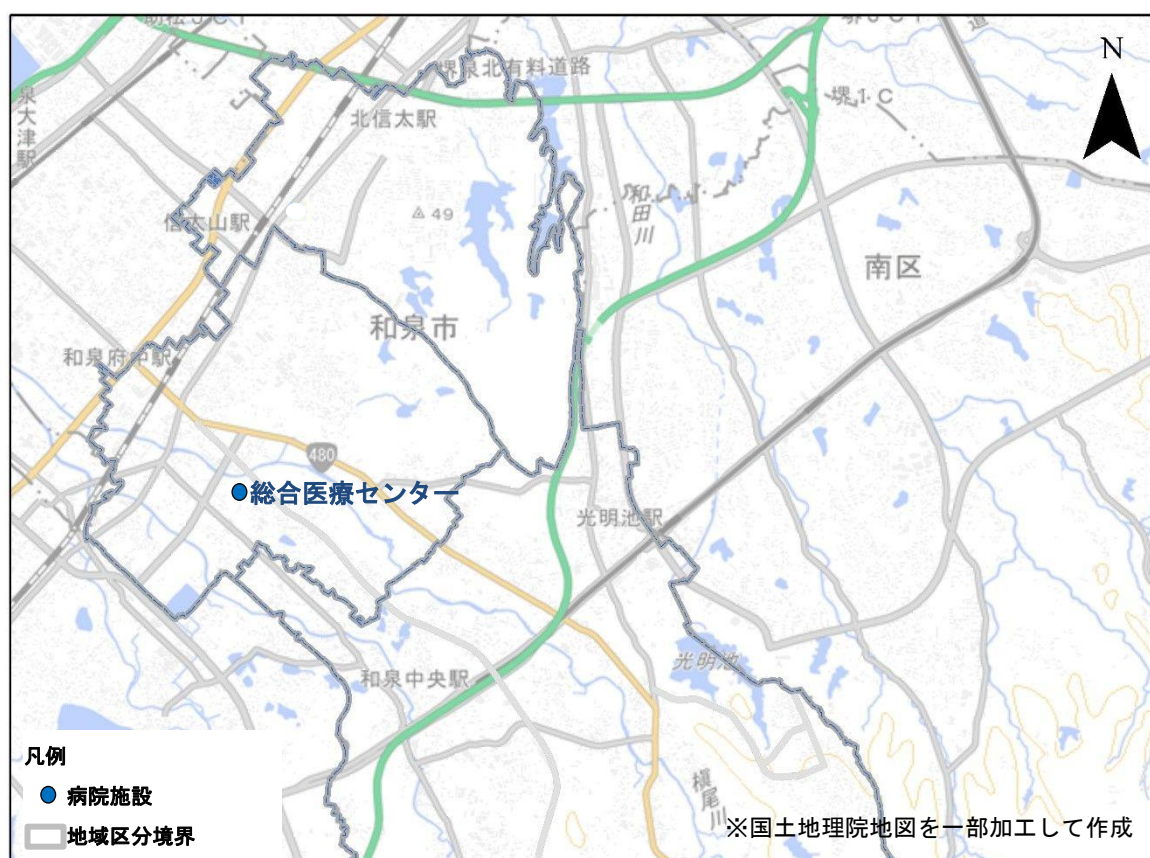 N
堺泉北有料道路
堺IC
泉大津駅
北信太駅
信太山駅
49
和田川
南区
和泉市
和泉府中駅
480
総合医療センター
光明池駅
光明池
和泉中央駅
槇尾川
凡例
病院施設
地域区分境界
※国土地理院地図を一部加工して作成